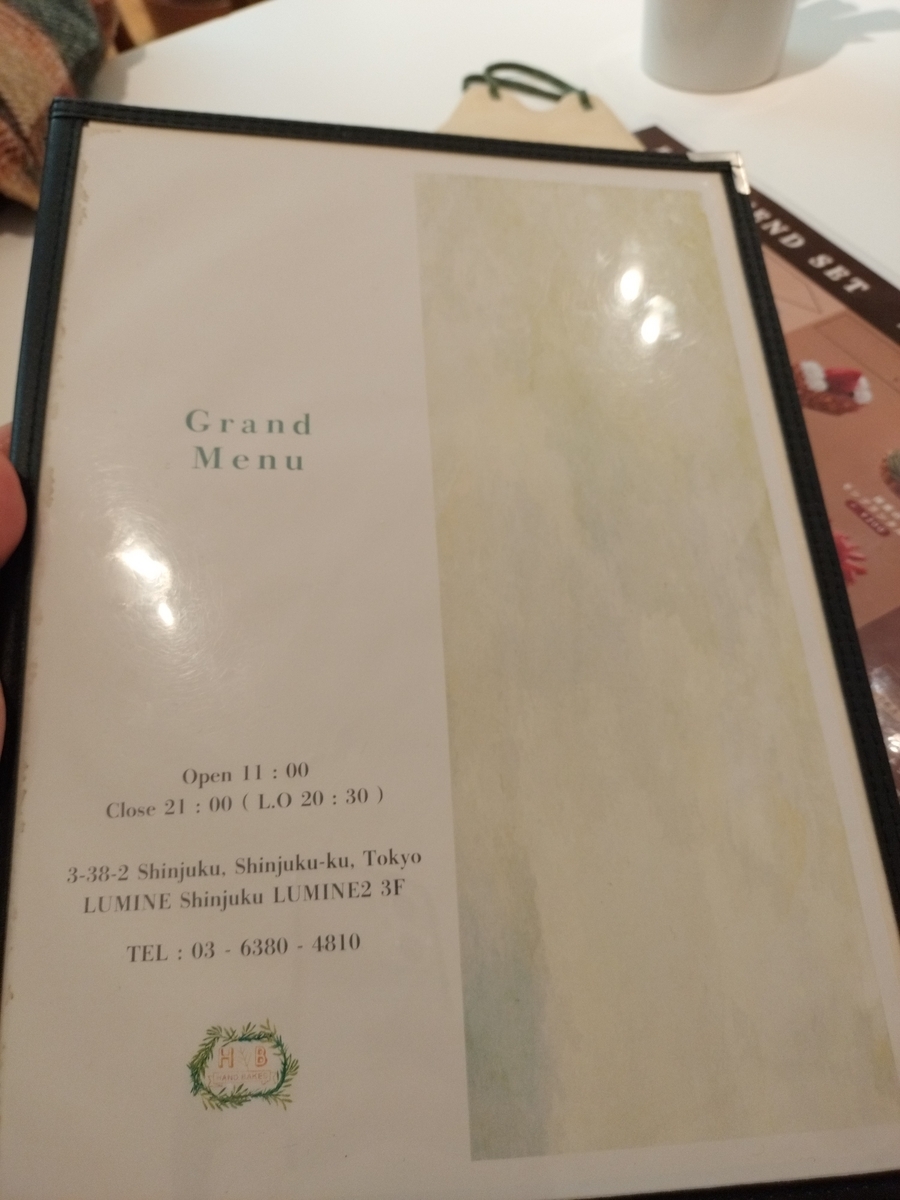 Grand
Menu
Open 11 : 00
Close 21 : 00 ( L.O 20 : 30 )
3-38-2 Shinjuku, Shinjuku-ku, Tokyo
LUMINE Shinjuku LUMINE2 3F
TEL : 03 - 6380 - 4810
SET